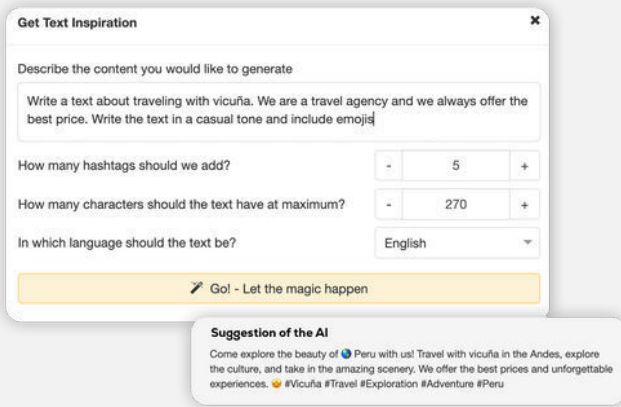 Get Text Inspiration ✖
Describe the content you would like to generate
Write a text about traveling with vicuña. We are a travel agency and we always offer the
best price. Write the text in a casual tone and include emojis
How many hashtags should we add? - 5 +
How many characters should the text have at maximum? - 270 +
In which language should the text be? English
Go! - Let the magic happen
Suggestion of the AI
Come explore the beauty of 🌎 Peru with us! Travel with vicuña in the Andes, explore
the culture, and take in the amazing scenery. We offer the best prices and unforgettable
experiences. 🤩 #Vicuña #Travel #Exploration #Adventure #Peru